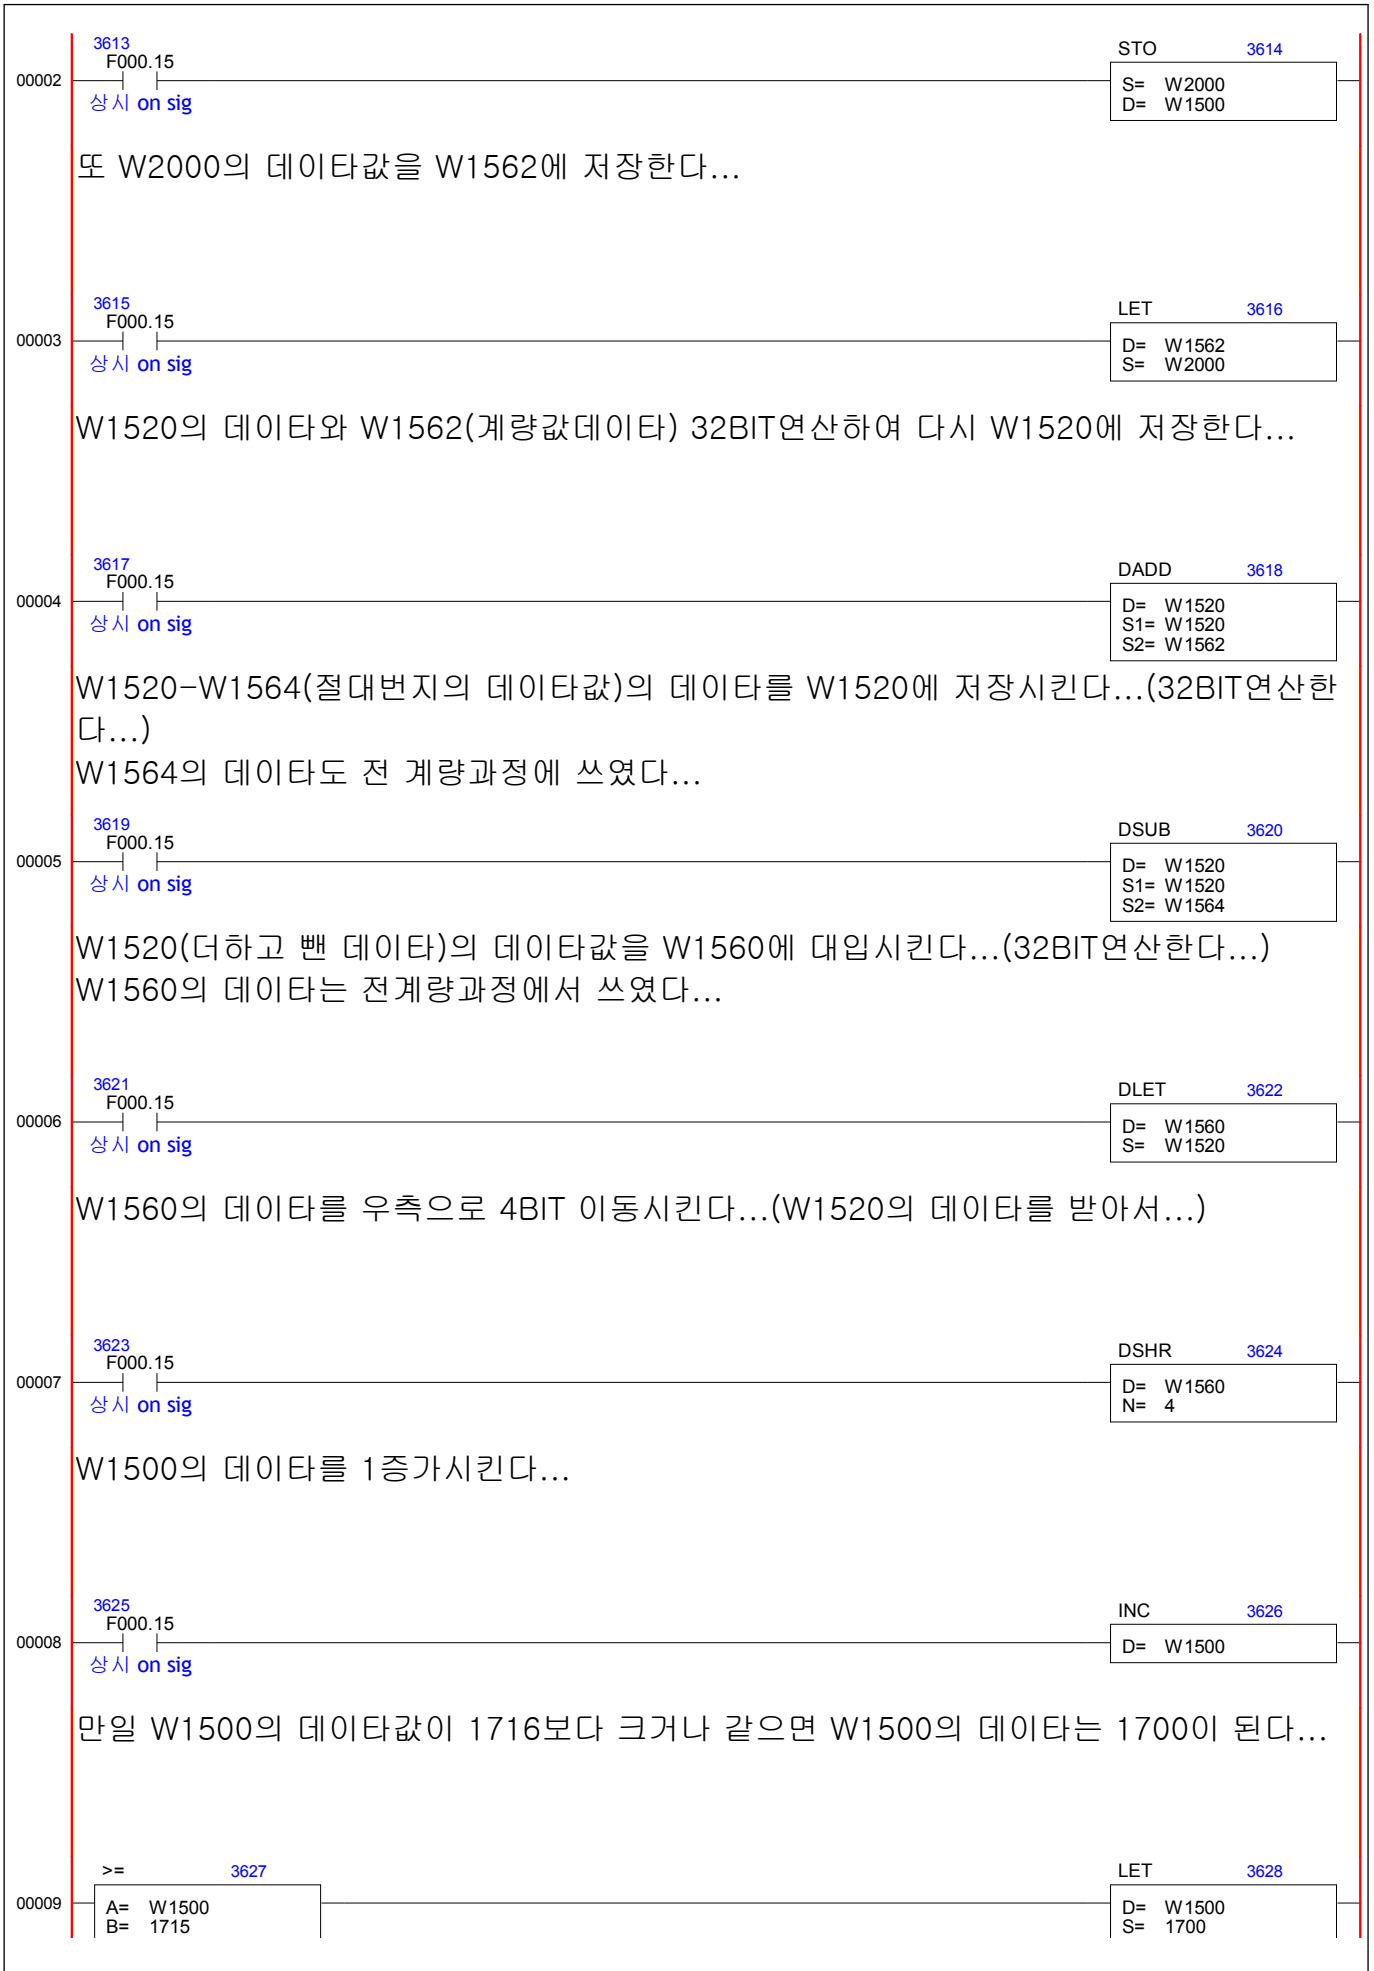 3613
F000.15
STO 3614
00002
S= W2000
D= W1500
상시 on sig
또 W2000의 데이타값을 W1562에 저장한다...
3615
F000.15
LET 3616
00003
D= W1562
S= W2000
상시 on sig
W1520의 데이타와 W1562(계량값데이타) 32BIT연산하여 다시 W1520에 저장한다...
3617
F000.15
DADD 3618
00004
D= W1520
S1= W1520
S2= W1562
상시 on sig
W1520-W1564(절대번지의 데이타값)의 데이타를 W1520에 저장시킨다...(32BIT연산한
다...)
W1564의 데이타도 전 계량과정에 쓰였다...
3619
F000.15
DSUB 3620
00005
D= W1520
S1= W1520
S2= W1564
상시 on sig
W1520(더하고 뺀 데이타)의 데이타값을 W1560에 대입시킨다...(32BIT연산한다...)
W1560의 데이타는 전계량과정에서 쓰였다...
3621
F000.15
DLET 3622
00006
D= W1560
S= W1520
상시 on sig
W1560의 데이타를 우측으로 4BIT 이동시킨다...(W1520의 데이타를 받아서...)
3623
F000.15
DSHR 3624
00007
D= W1560
N= 4
상시 on sig
W1500의 데이타를 1증가시킨다...
3625
F000.15
INC 3626
00008
D= W1500
상시 on sig
만일 W1500의 데이타값이 1716보다 크거나 같으면 W1500의 데이타는 1700이 된다...
>= 3627
LET 3628
00009
A= W1500
B= 1715
D= W1500
S= 1700